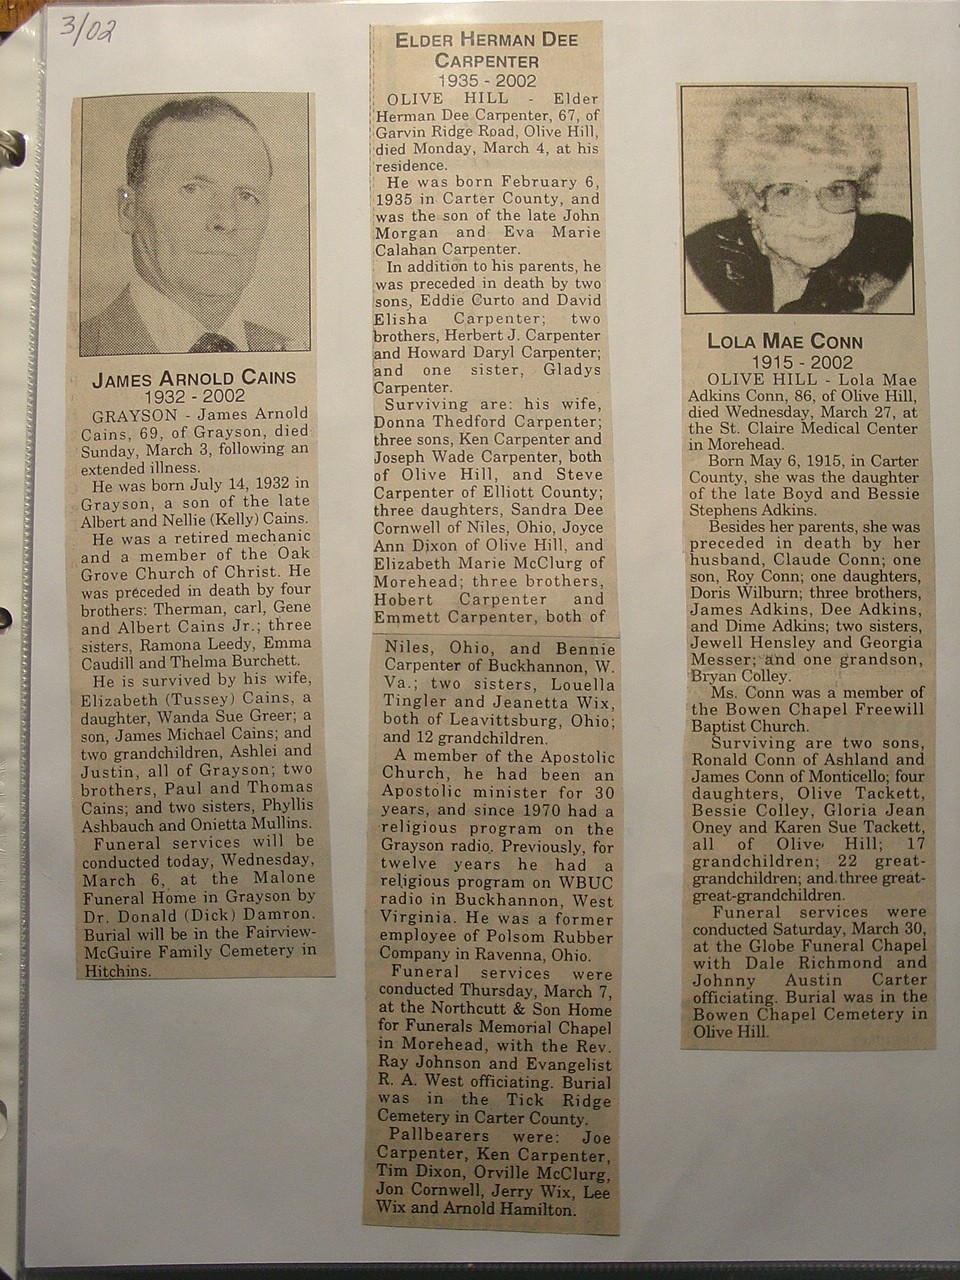 3/02
JAMES ARNOLD CAINS
1932 - 2002
GRAYSON - James Arnold
Cains, 69, of Grayson, died
Sunday, March 3, following an
extended illness.
He was born July 14, 1932 in
Grayson, a son of the late
Albert and Nellie (Kelly) Cains.
He was a retired mechanic
and a member of the Oak
Grove Church of Christ. He
was preceded in death by four
brothers: Therman, carl, Gene
and Albert Cains Jr.; three
sisters, Ramona Leedy, Emma
Caudill and Thelma Burchett.
He is survived by his wife,
Elizabeth (Tussey) Cains, a
daughter, Wanda Sue Greer; a
son, James Michael Cains; and
two grandchildren, Ashlei and
Justin, all of Grayson; two
brothers, Paul and Thomas
Cains; and two sisters, Phyllis
Ashbauch and Onietta Mullins.
Funeral services will be
conducted today, Wednesday,
March 6, at the Malone
Funeral Home in Grayson by
Dr. Donald (Dick) Damron.
Burial will be in the Fairview-
McGuire Family Cemetery in
Hitchins.
ELDER HERMAN DEE
CARPENTER
1935 - 2002
OLIVE HILL - Elder
Herman Dee Carpenter, 67, of
Garvin Ridge Road, Olive Hill,
died Monday, March 4, at his
residence.
He was born February 6,
1935 in Carter County, and
was the son of the late John
Morgan and Eva Marie
Calahan Carpenter.
In addition to his parents, he
was preceded in death by two
sons, Eddie Curto and David
Elisha Carpenter; two
brothers, Herbert J. Carpenter
and Howard Daryl Carpenter;
and one sister, Gladys
Carpenter.
Surviving are: his wife,
Donna Thedford Carpenter;
three sons, Ken Carpenter and
Joseph Wade Carpenter, both
of Olive Hill, and Steve
Carpenter of Elliott County;
three daughters, Sandra Dee
Cornwell of Niles, Ohio, Joyce
Ann Dixon of Olive Hill, and
Elizabeth Marie McClurg of
Morehead; three brothers,
Hobert Carpenter and
Emmett Carpenter, both of
Niles, Ohio, and Bennie
Carpenter of Buckhannon, W.
Va.; two sisters, Louella
Tingler and Jeanetta Wix,
both of Leavittsburg, Ohio;
and 12 grandchildren.
A member of the Apostolic
Church, he had been an
Apostolic minister for 30
years, and since 1970 had a
religious program on the
Grayson radio. Previously, for
twelve years he had a
religious program on WBUC
radio in Buckhannon, West
Virginia. He was a former
employee of Polsom Rubber
Company in Ravenna, Ohio.
Funeral services were
conducted Thursday, March 7,
at the Northcutt & Son Home
for Funerals Memorial Chapel
in Morehead, with the Rev.
Ray Johnson and Evangelist
R. A. West officiating. Burial
was in the Tick Ridge
Cemetery in Carter County.
Pallbearers were: Joe
Carpenter, Ken Carpenter,
Tim Dixon, Orville McClurg,
Jon Cornwell, Jerry Wix, Lee
Wix and Arnold Hamilton.
LOLA MAE CONN
1915 - 2002
OLIVE HILL - Lola Mae
Adkins Conn, 86, of Olive Hill,
died Wednesday, March 27, at
the St. Claire Medical Center
in Morehead.
Born May 6, 1915, in Carter
County, she was the daughter
of the late Boyd and Bessie
Stephens Adkins.
Besides her parents, she was
preceded in death by her
husband, Claude Conn; one
son, Roy Conn; one daughters,
Doris Wilburn; three brothers,
James Adkins, Dee Adkins,
and Dime Adkins; two sisters,
Jewell Hensley and Georgia
Messer; and one grandson,
Bryan Colley.
Ms. Conn was a member of
the Bowen Chapel Freewill
Baptist Church.
Surviving are two sons,
Ronald Conn of Ashland and
James Conn of Monticello; four
daughters, Olive Tackett,
Bessie Colley, Gloria Jean
Oney and Karen Sue Tackett,
all of Olive Hill; 17
grandchildren; 22 great-
grandchildren; and three great-
great-grandchildren.
Funeral services were
conducted Saturday, March 30,
at the Globe Funeral Chapel
with Dale Richmond and
Johnny Austin Carter
officiating. Burial was in the
Bowen Chapel Cemetery in
Olive Hill.